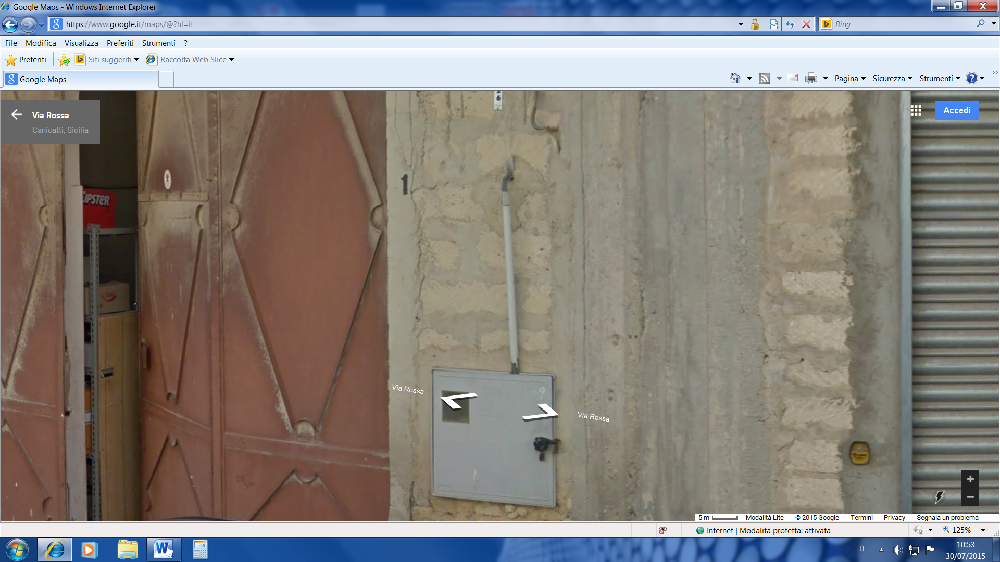 Google Maps - Windows Internet Explorer
https://www.google.it/maps/@?hl=it
Bing
File Modifica Visualizza Preferiti Strumenti ?
Preferiti Siti suggeriti Raccolta Web Slice
Google Maps
Pagina Sicurezza Strumenti
Via Rossa
Canicattì, Sicilia
Accedi
6
1
Via Rossa
Via Rossa
5 m Modalità Lite © 2015 Google Termini Privacy Segnala un problema
Internet | Modalità protetta: attivata
125%
IT
10:53
30/07/2015